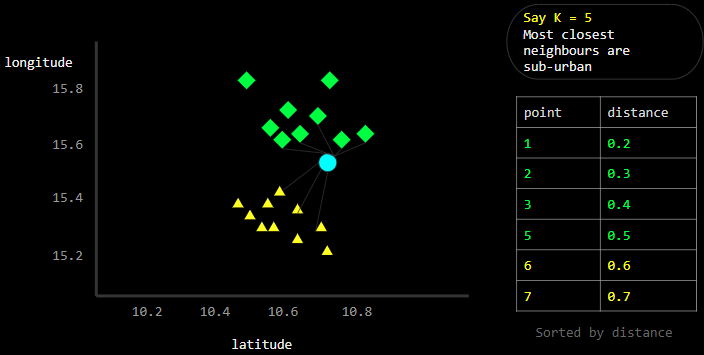 Say K = 5
Most closest
neighbours are
sub-urban
longitude
15.8
15.6
15.4
15.2
10.2 10.4 10.6 10.8
latitude
point distance
1 0.2
2 0.3
3 0.4
5 0.5
6 0.6
7 0.7
Sorted by distance